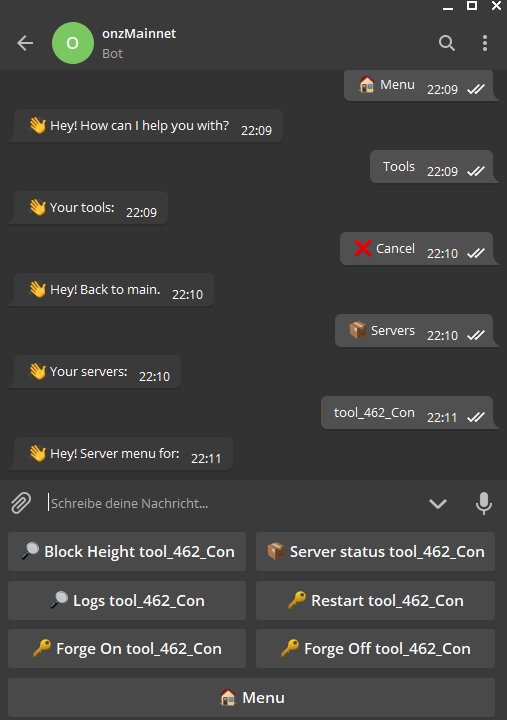 onzMainnet
O
Bot
🏠 Menu 22:09
👋 Hey! How can I help you with? 22:09
Tools 22:09
👋 Your tools: 22:09
❌ Cancel 22:10
👋 Hey! Back to main. 22:10
📦 Servers 22:10
👋 Your servers: 22:10
tool_462_Con 22:11
👋 Hey! Server menu for: 22:11
Schreibe deine Nachricht...
🔎 Block Height tool_462_Con
📦 Server status tool_462_Con
🔎 Logs tool_462_Con
🔑 Restart tool_462_Con
🔑 Forge On tool_462_Con
🔑 Forge Off tool_462_Con
🏠 Menu